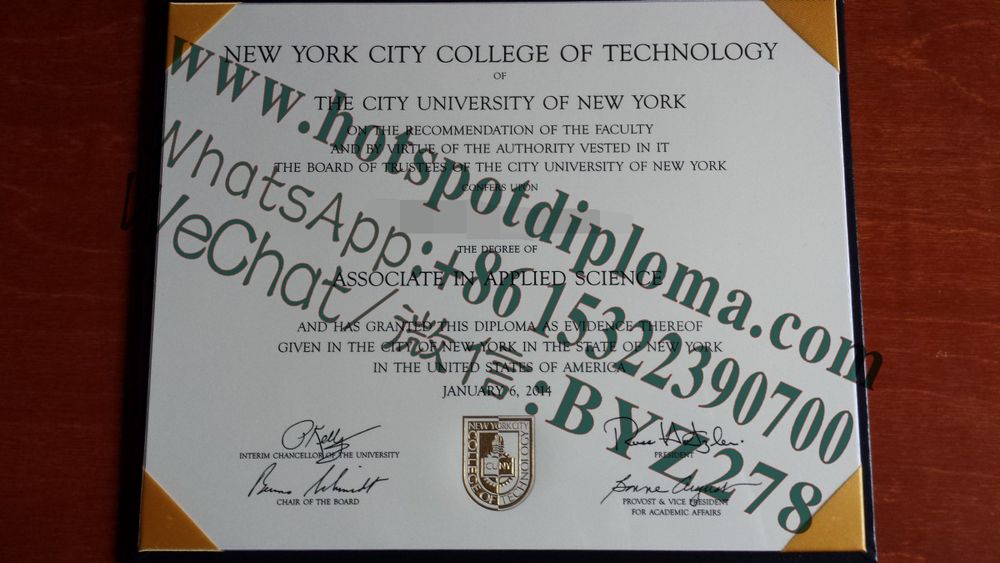 NEW YORK CITY COLLEGE OF TECHNOLOGY
OF
THE CITY UNIVERSITY OF NEW YORK
ON THE RECOMMENDATION OF THE FACULTY
AND BY VIRTUE OF THE AUTHORITY VESTED IN IT
THE BOARD OF TRUSTEES OF THE CITY UNIVERSITY OF NEW YORK
CONFERS UPON
THE DEGREE OF
ASSOCIATE IN APPLIED SCIENCE
AND HAS GRANTED THIS DIPLOMA AS EVIDENCE THEREOF
GIVEN IN THE CITY OF NEW YORK IN THE STATE OF NEW YORK
IN THE UNITED STATES OF AMERICA
JANUARY 6, 2014
www.hotspotdiploma.com
WhatsApp:+86 15322390700
WeChat/微信:BYZ278
INTERIM CHANCELLOR OF THE UNIVERSITY
CHAIR OF THE BOARD
NEW YORK CITY
COLLEGE OF TECHNOLOGY
CUNY
PRESIDENT
PROVOST & VICE PRESIDENT
FOR ACADEMIC AFFAIRS